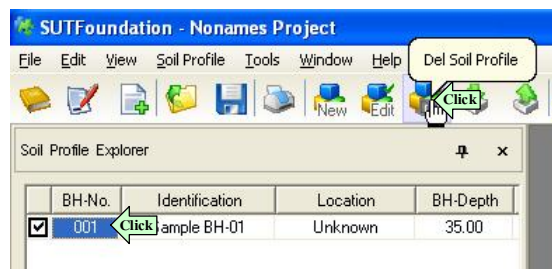 SUTFoundation - Nonames Project
File Edit View Soil Profile Tools Window Help
Del Soil Profile
New Edit Click
Soil Profile Explorer
BH-No. Identification Location BH-Depth
001 Click Sample BH-01 Unknown 35.00